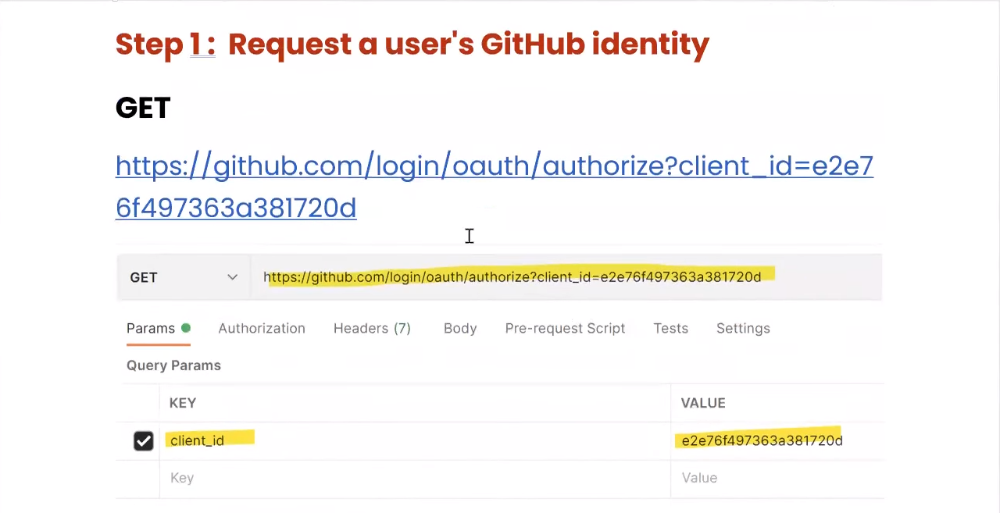 Step 1: Request a user's GitHub identity
GET
https://github.com/login/oauth/authorize?client_id=e2e7
6f497363a381720d
GET https://github.com/login/oauth/authorize?client_id=e2e76f497363a381720d
Params Authorization Headers (7) Body Pre-request Script Tests Settings
Query Params
KEY VALUE
client_id e2e76f497363a381720d
Key Value